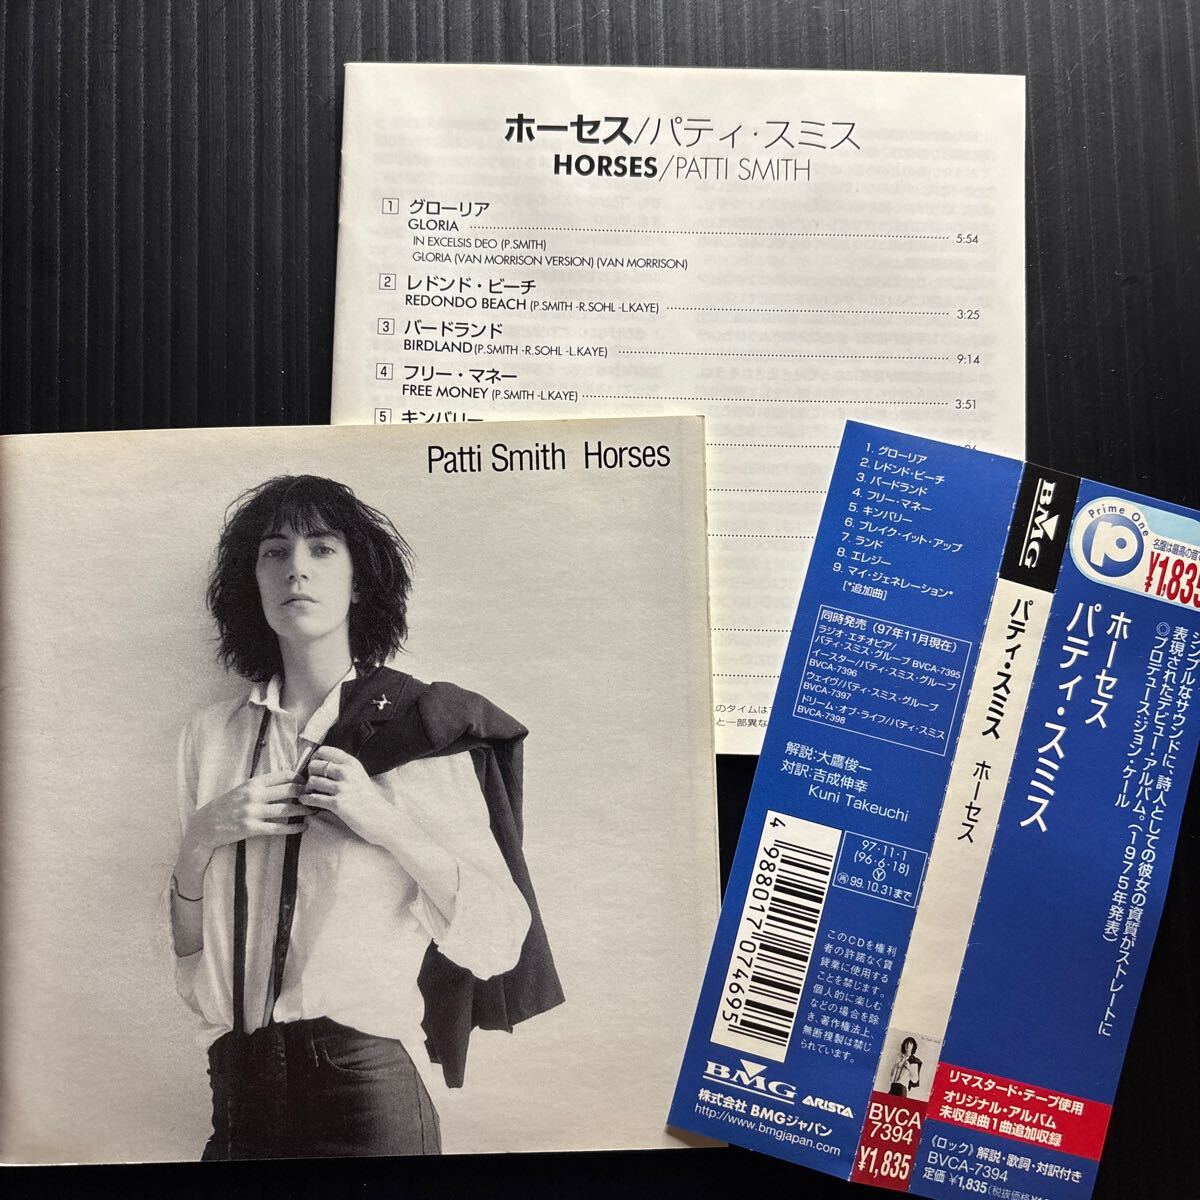 ホーセス/パティ・スミス
HORSES/PATTI SMITH
1 グローリア
GLORIA 5:54
IN EXCELSIS DEO (P.SMITH)
GLORIA (VAN MORRISON VERSION) (VAN MORRISON)
2 レドンド・ビーチ
REDONDO BEACH (P.SMITH -R.SOHL -L.KAYE) 3:25
3 バードランド
BIRDLAND (P.SMITH -R.SOHL -L.KAYE) 9:14
4 フリー・マネー
FREE MONEY (P.SMITH -L.KAYE) 3:51
5 キンバリー
Patti Smith Horses
1. グローリア
2. レドンド・ビーチ
3. バードランド
4. フリー・マネー
5. キンバリー
6. ブレイク・イット・アップ
7. ランド
8. エレジー
9. マイ・ジェネレーション*
[*追加曲]
同時発売（97年11月現在）
ラジオ・エチオピア/
パティ・スミス・グループ BVCA-7395
イースター/パティ・スミス・グループ
BVCA-7396
ウェイヴ/パティ・スミス・グループ
BVCA-7397
ドリーム・オブ・ライフ/パティ・スミス
BVCA-7398
解説:大鷹俊一
対訳:吉成伸幸
Kuni Takeuchi
97・11・1
(96・6・18)
Y
再 99.10.31まで
4 988017 074695
このCDを権利
者の許諾なく賃
貸業に使用する
ことを禁じます。
個人的に楽しむ
などの場合を除
き、著作権法上、
無断複製は禁じ
られています。
BMG ARISTA
株式会社 BMGジャパン
http://www.bmgjapan.com
BMG
パティ・スミス ホーセス
BVCA
7394
¥1,835
Prime One
P
名盤は最高の音で
¥1,835
ホーセス
パティ・スミス
シンプルなサウンドに、詩人としての彼女の資質がストレートに
表現されたデビュー・アルバム。（1975年発表）
◎プロデュース:ジョン・ケール
リマスタード・テープ使用
オリジナル・アルバム
未収録曲1曲追加収録
《ロック》解説・歌詞・対訳付き
BVCA-7394
定価 ¥1,835